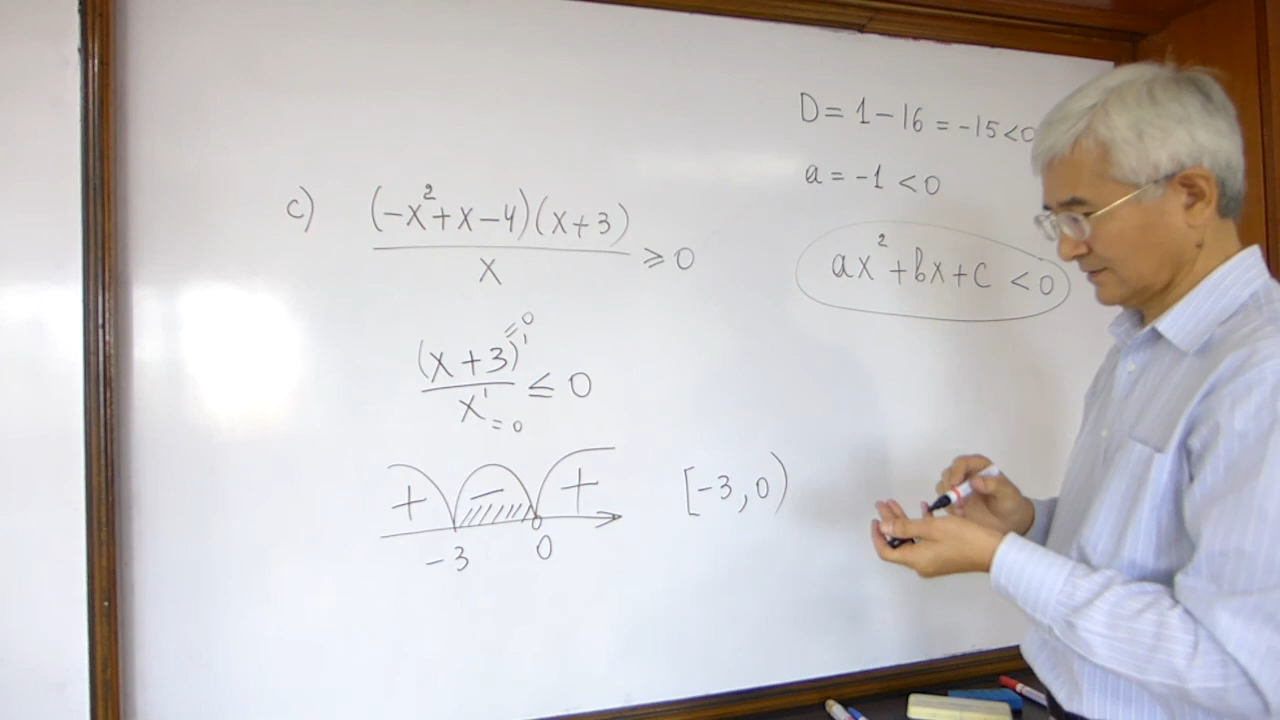 c) (-x²+x-4)(x+3)
x
≥ 0
(x+3)¹ ≤0
x¹ =0
≤ 0
+ - +
-3 0
[-3,0)
D = 1-16 = -15<0
a = -1 <0
ax²+bx+c <0